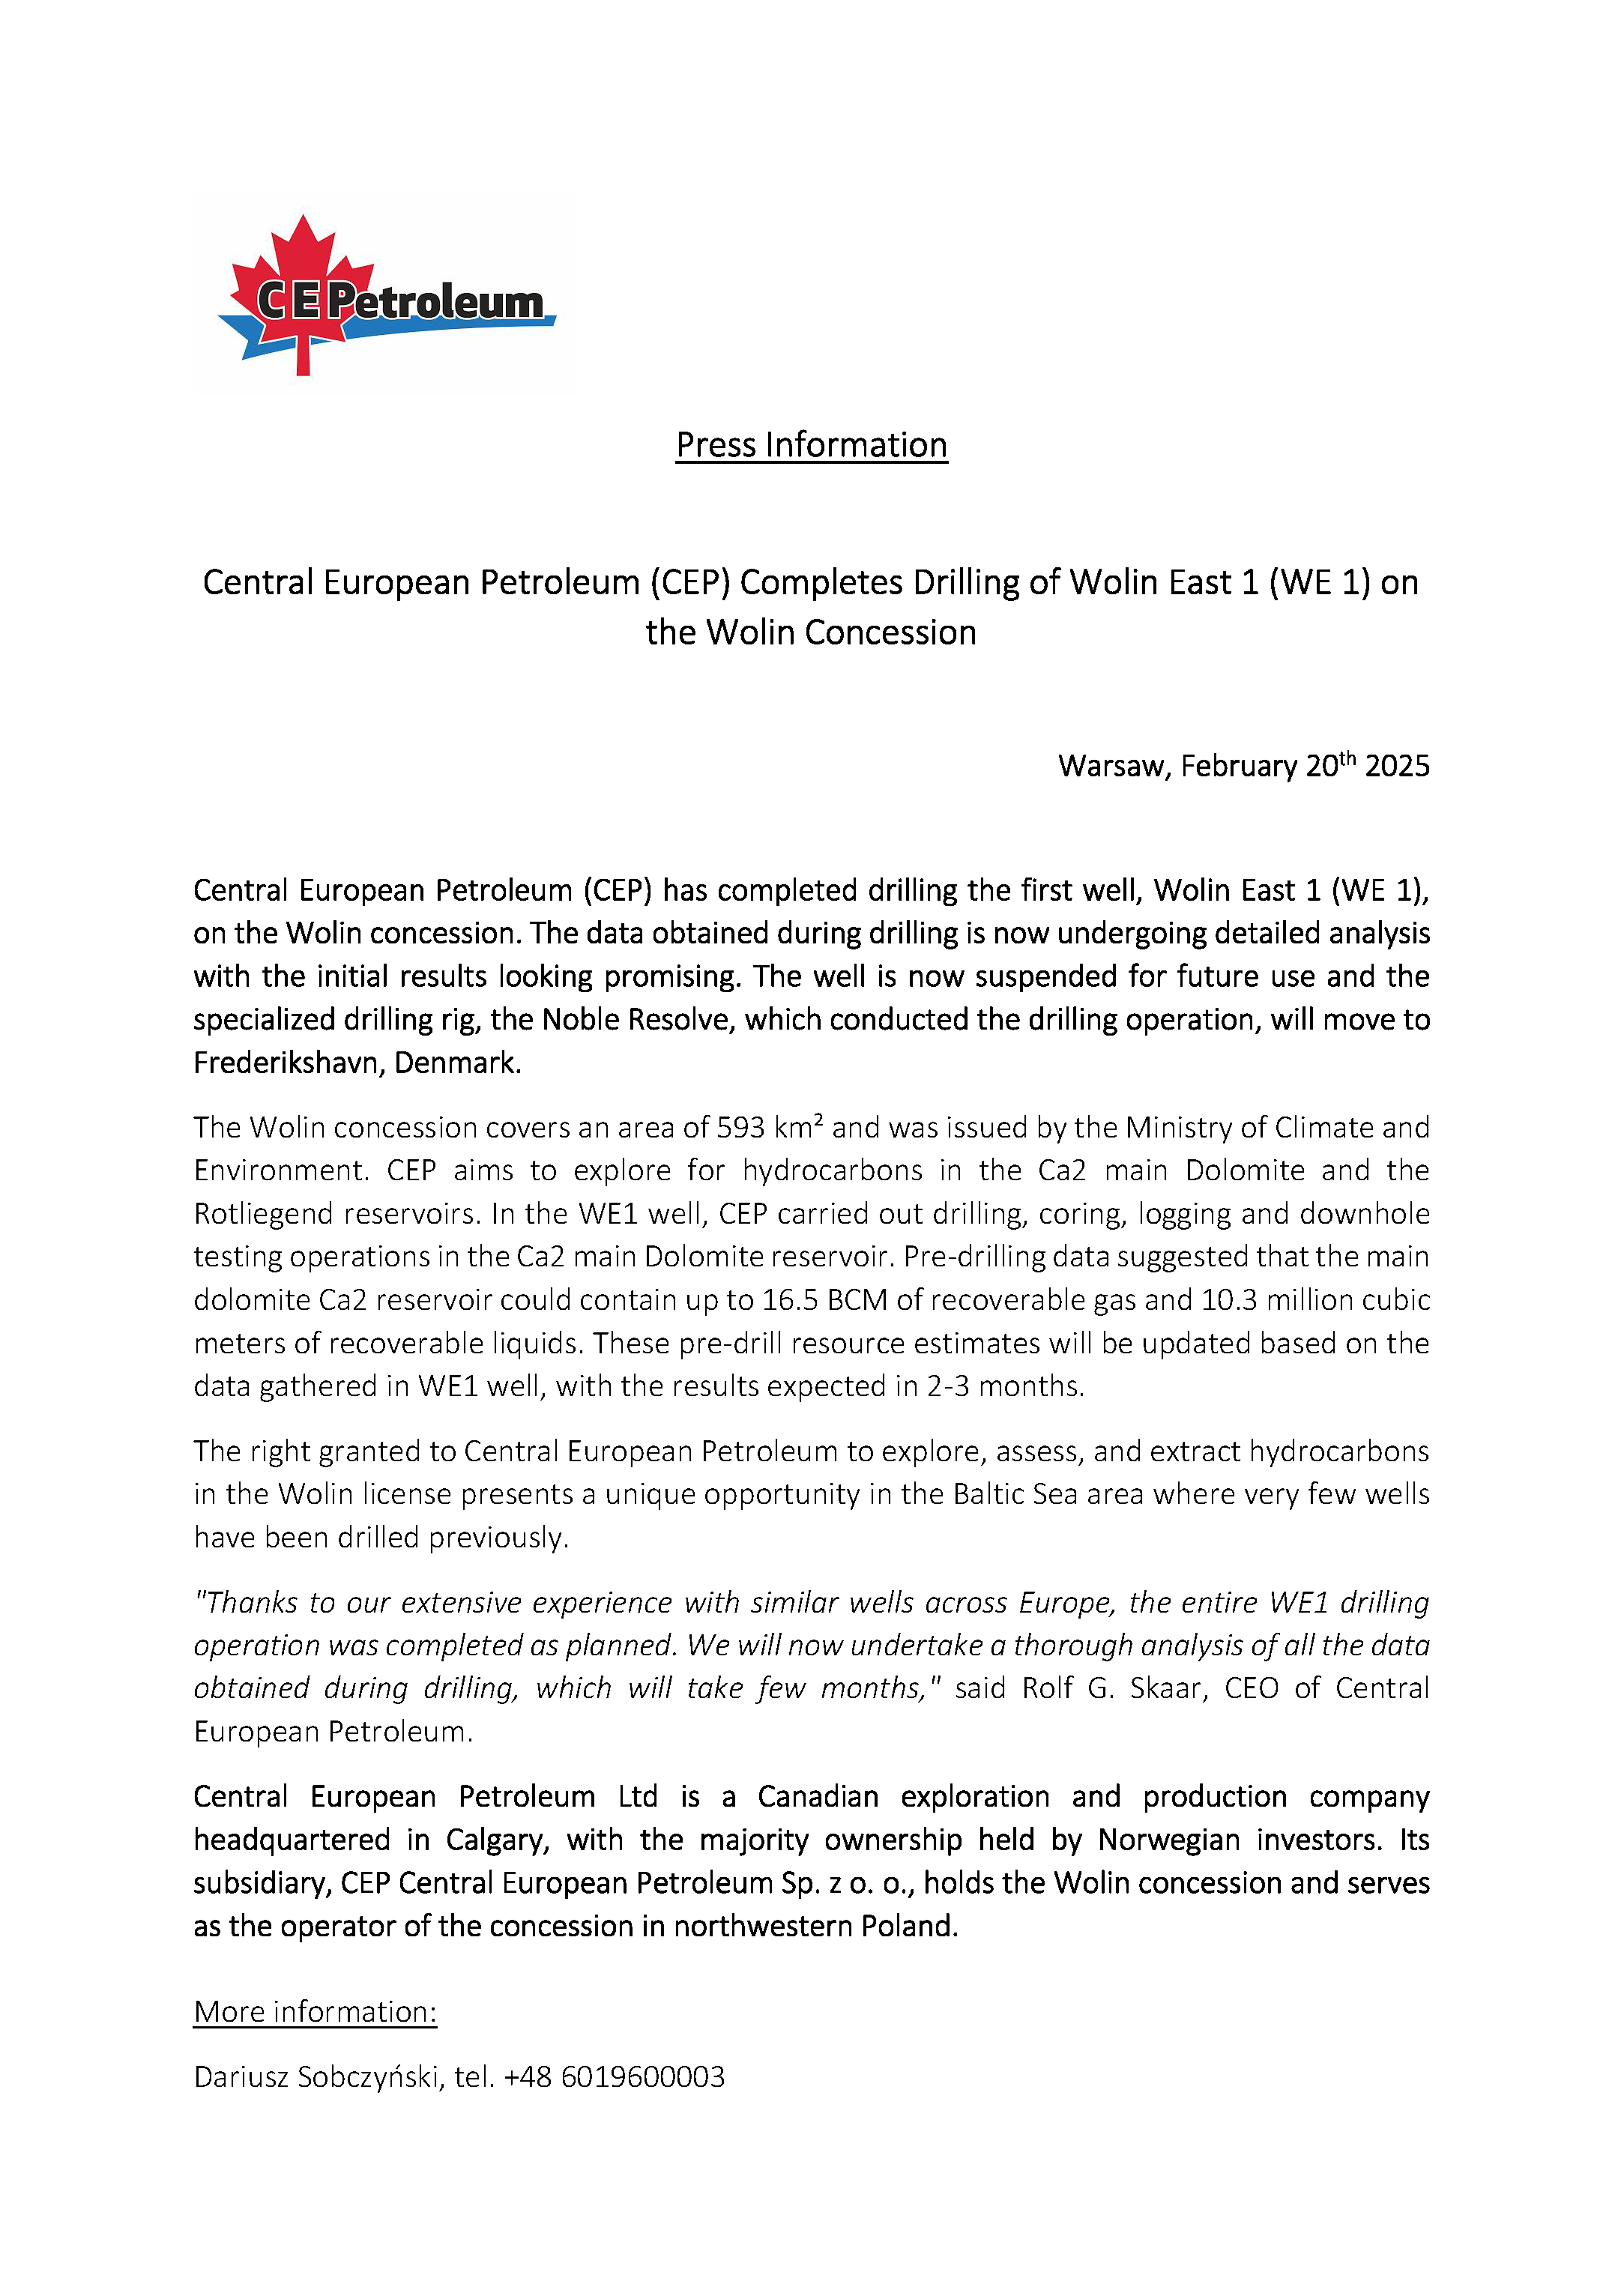 CEPetroleum
Press Information
Central European Petroleum (CEP) Completes Drilling of Wolin East 1 (WE 1) on
the Wolin Concession
Warsaw, February 20th 2025
Central European Petroleum (CEP) has completed drilling the first well, Wolin East 1 (WE 1),
on the Wolin concession. The data obtained during drilling is now undergoing detailed analysis
with the initial results looking promising. The well is now suspended for future use and the
specialized drilling rig, the Noble Resolve, which conducted the drilling operation, will move to
Frederikshavn, Denmark.
The Wolin concession covers an area of 593 km² and was issued by the Ministry of Climate and
Environment. CEP aims to explore for hydrocarbons in the Ca2 main Dolomite and the
Rotliegend reservoirs. In the WE1 well, CEP carried out drilling, coring, logging and downhole
testing operations in the Ca2 main Dolomite reservoir. Pre-drilling data suggested that the main
dolomite Ca2 reservoir could contain up to 16.5 BCM of recoverable gas and 10.3 million cubic
meters of recoverable liquids. These pre-drill resource estimates will be updated based on the
data gathered in WE1 well, with the results expected in 2-3 months.
The right granted to Central European Petroleum to explore, assess, and extract hydrocarbons
in the Wolin license presents a unique opportunity in the Baltic Sea area where very few wells
have been drilled previously.
"Thanks to our extensive experience with similar wells across Europe, the entire WE1 drilling
operation was completed as planned. We will now undertake a thorough analysis of all the data
obtained during drilling, which will take few months," said Rolf G. Skaar, CEO of Central
European Petroleum.
Central European Petroleum Ltd is a Canadian exploration and production company
headquartered in Calgary, with the majority ownership held by Norwegian investors. Its
subsidiary, CEP Central European Petroleum Sp. z o. o., holds the Wolin concession and serves
as the operator of the concession in northwestern Poland.
More information:
Dariusz Sobczyński, tel. +48 6019600003